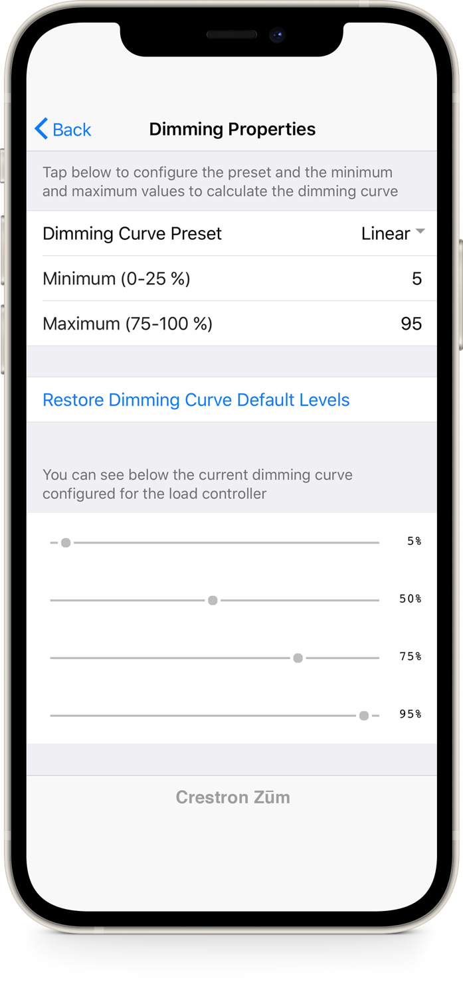 Back
Dimming Properties
Tap below to configure the preset and the minimum
and maximum values to calculate the dimming curve
Dimming Curve Preset Linear
Minimum (0-25 %) 5
Maximum (75-100 %) 95
Restore Dimming Curve Default Levels
You can see below the current dimming curve
configured for the load controller
5%
50%
75%
95%
Crestron Zūm